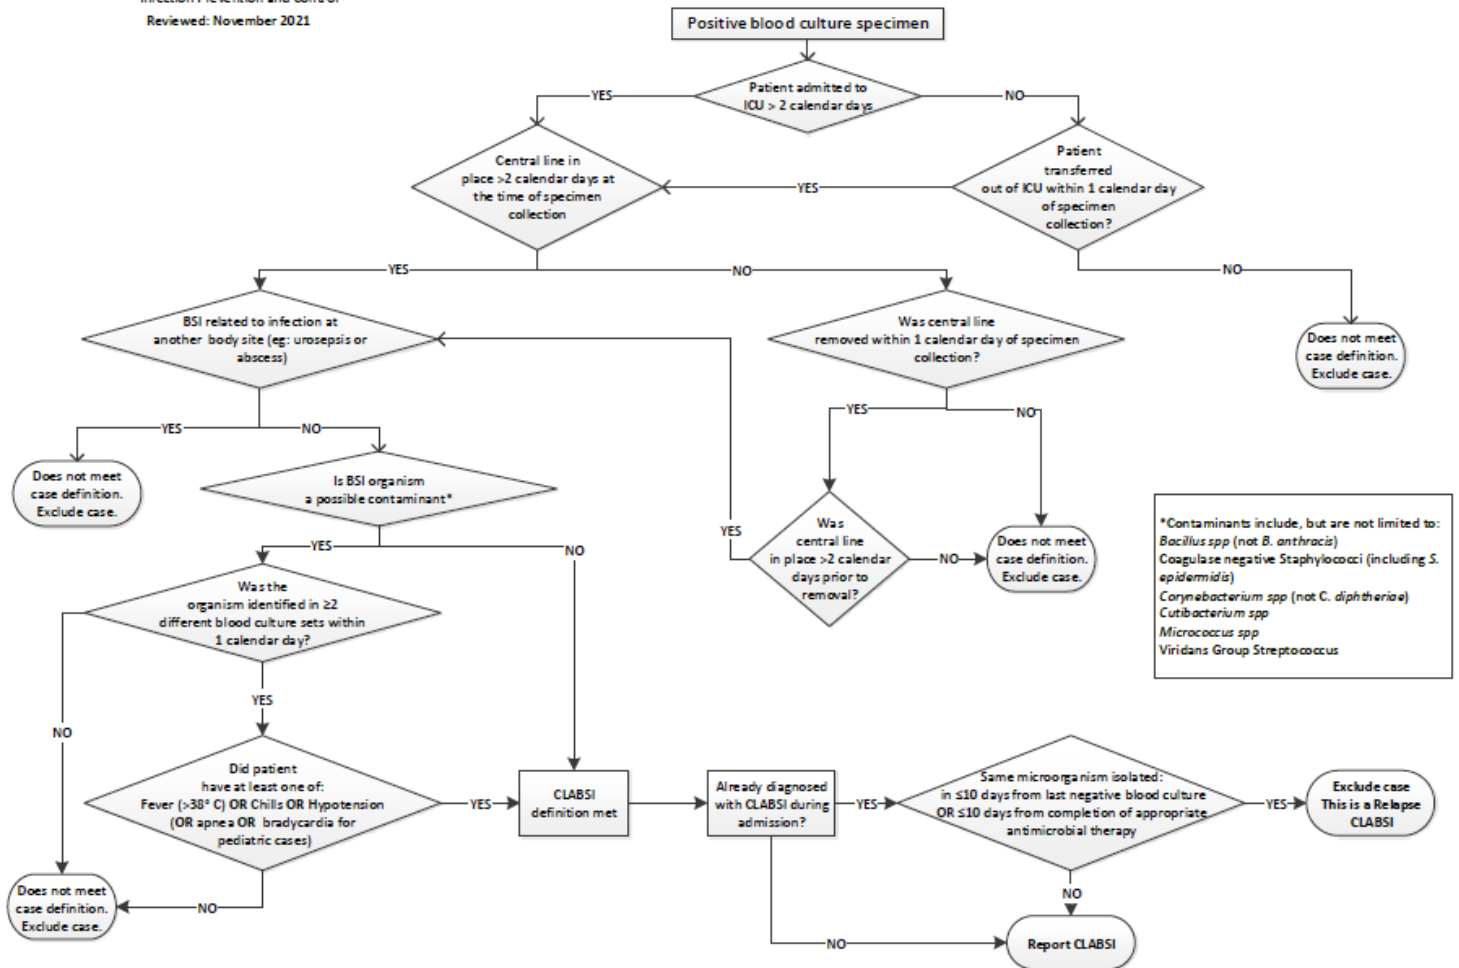 Infection Prevention and Control
Reviewed: November 2021
Positive blood culture specimen
Patient admitted to
ICU > 2 calendar days
YES
NO
Central line in
place >2 calendar days at
the time of specimen
collection
YES
Patient
transferred
out of ICU within 1 calendar day
of specimen
collection?
YES
NO
NO
BSI related to infection at
another body site (eg: urosepsis or
abscess)
Was central line
removed within 1 calendar day of specimen
collection?
Does not meet
case definition.
Exclude case.
YES
NO
YES
NO
Does not meet
case definition.
Exclude case.
Is BSI organism
a possible contaminant*
YES
Was
central line
in place >2 calendar
days prior to
removal?
NO
Does not meet
case definition.
Exclude case.
*Contaminants include, but are not limited to:
Bacillus spp (not B. anthracis)
Coagulase negative Staphylococci (including S.
epidermidis)
Corynebacterium spp (not C. diphtheriae)
Cutibacterium spp
Micrococcus spp
Viridans Group Streptococcus
YES
NO
Was the
organism identified in ≥2
different blood culture sets within
1 calendar day?
YES
NO
Did patient
have at least one of:
Fever (>38° C) OR Chills OR Hypotension
(OR apnea OR bradycardia for
pediatric cases)
YES
CLABSI
definition met
Already diagnosed
with CLABSI during
admission?
YES
Same microorganism isolated:
in ≤10 days from last negative blood culture
OR ≤10 days from completion of appropriate
antimicrobial therapy
YES
Exclude case
This is a Relapse
CLABSI
Does not meet
case definition.
Exclude case.
NO
NO
NO
Report CLABSI